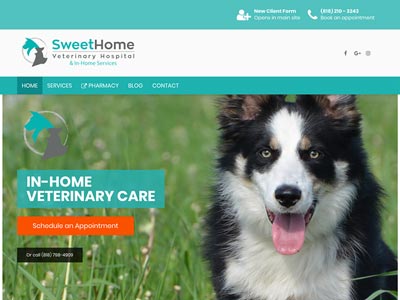 New Client Form
Opens in main site
(818) 210 - 3243
Book an appointment
SweetHome
Veterinary Hospital
& In-Home Services
HOME
SERVICES
PHARMACY
BLOG
CONTACT
IN-HOME
VETERINARY CARE
Schedule an Appointment
Or call (818) 798-4909